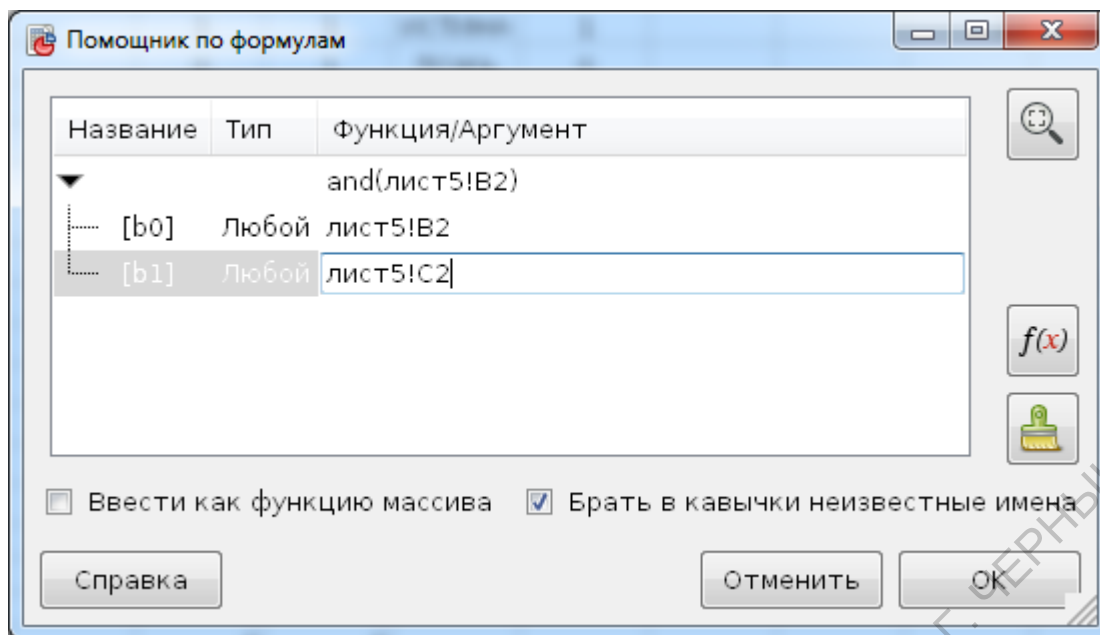 Помощник по формулам
Название Тип Функция/Аргумент
and(лист5!B2)
[b0] Любой лист5!B2
[b1] Любой лист5!C2
f(x)
Ввести как функцию массива Брать в кавычки неизвестные имена
Справка Отменить OK
Г. ЧЕРНЫ